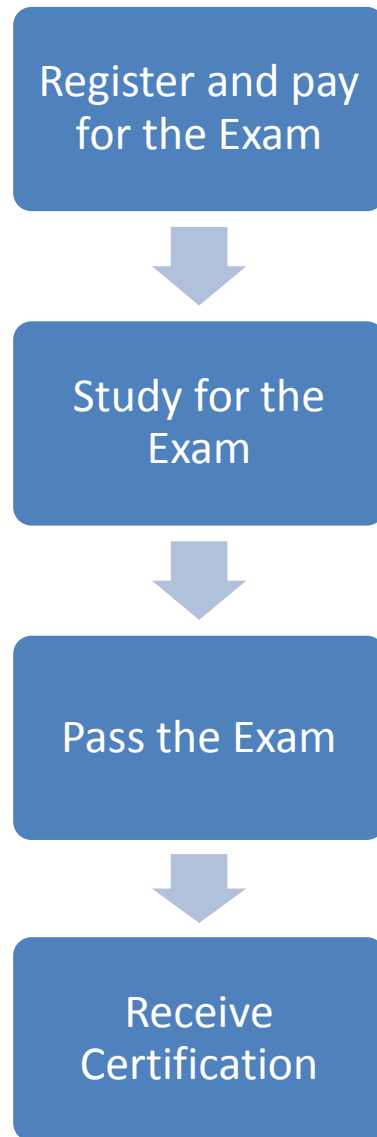 Register and pay
for the Exam
Study for the
Exam
Pass the Exam
Receive
Certification